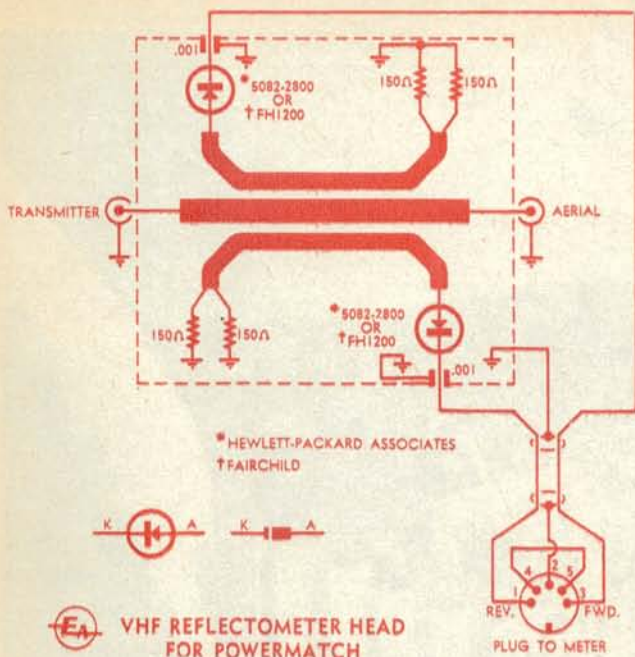 .001
* 5082-2800
OR
† FH1200
150Ω 150Ω
TRANSMITTER
AERIAL
150Ω 150Ω
* 5082-2800
OR
† FH1200
.001
* HEWLETT-PACKARD ASSOCIATES
† FAIRCHILD
K A K A
4 2 5
1 3
REV. FWD.
EA VHF REFLECTOMETER HEAD
FOR POWERMATCH
PLUG TO METER